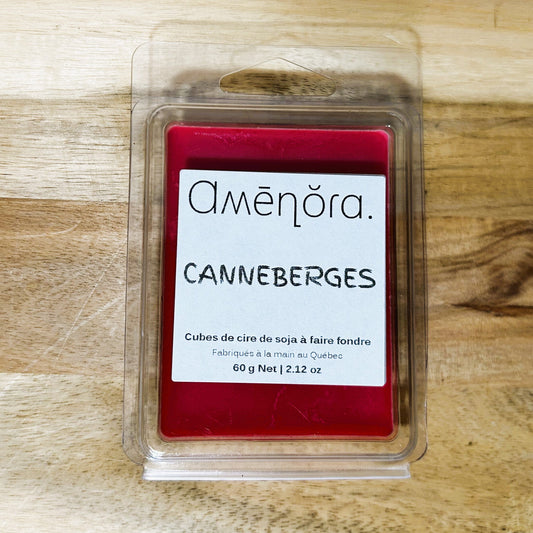 amēnŏra.
CANNEBERGES
Cubes de cire de soja à faire fondre
Fabriqués à la main au Québec
60 g Net | 2.12 oz